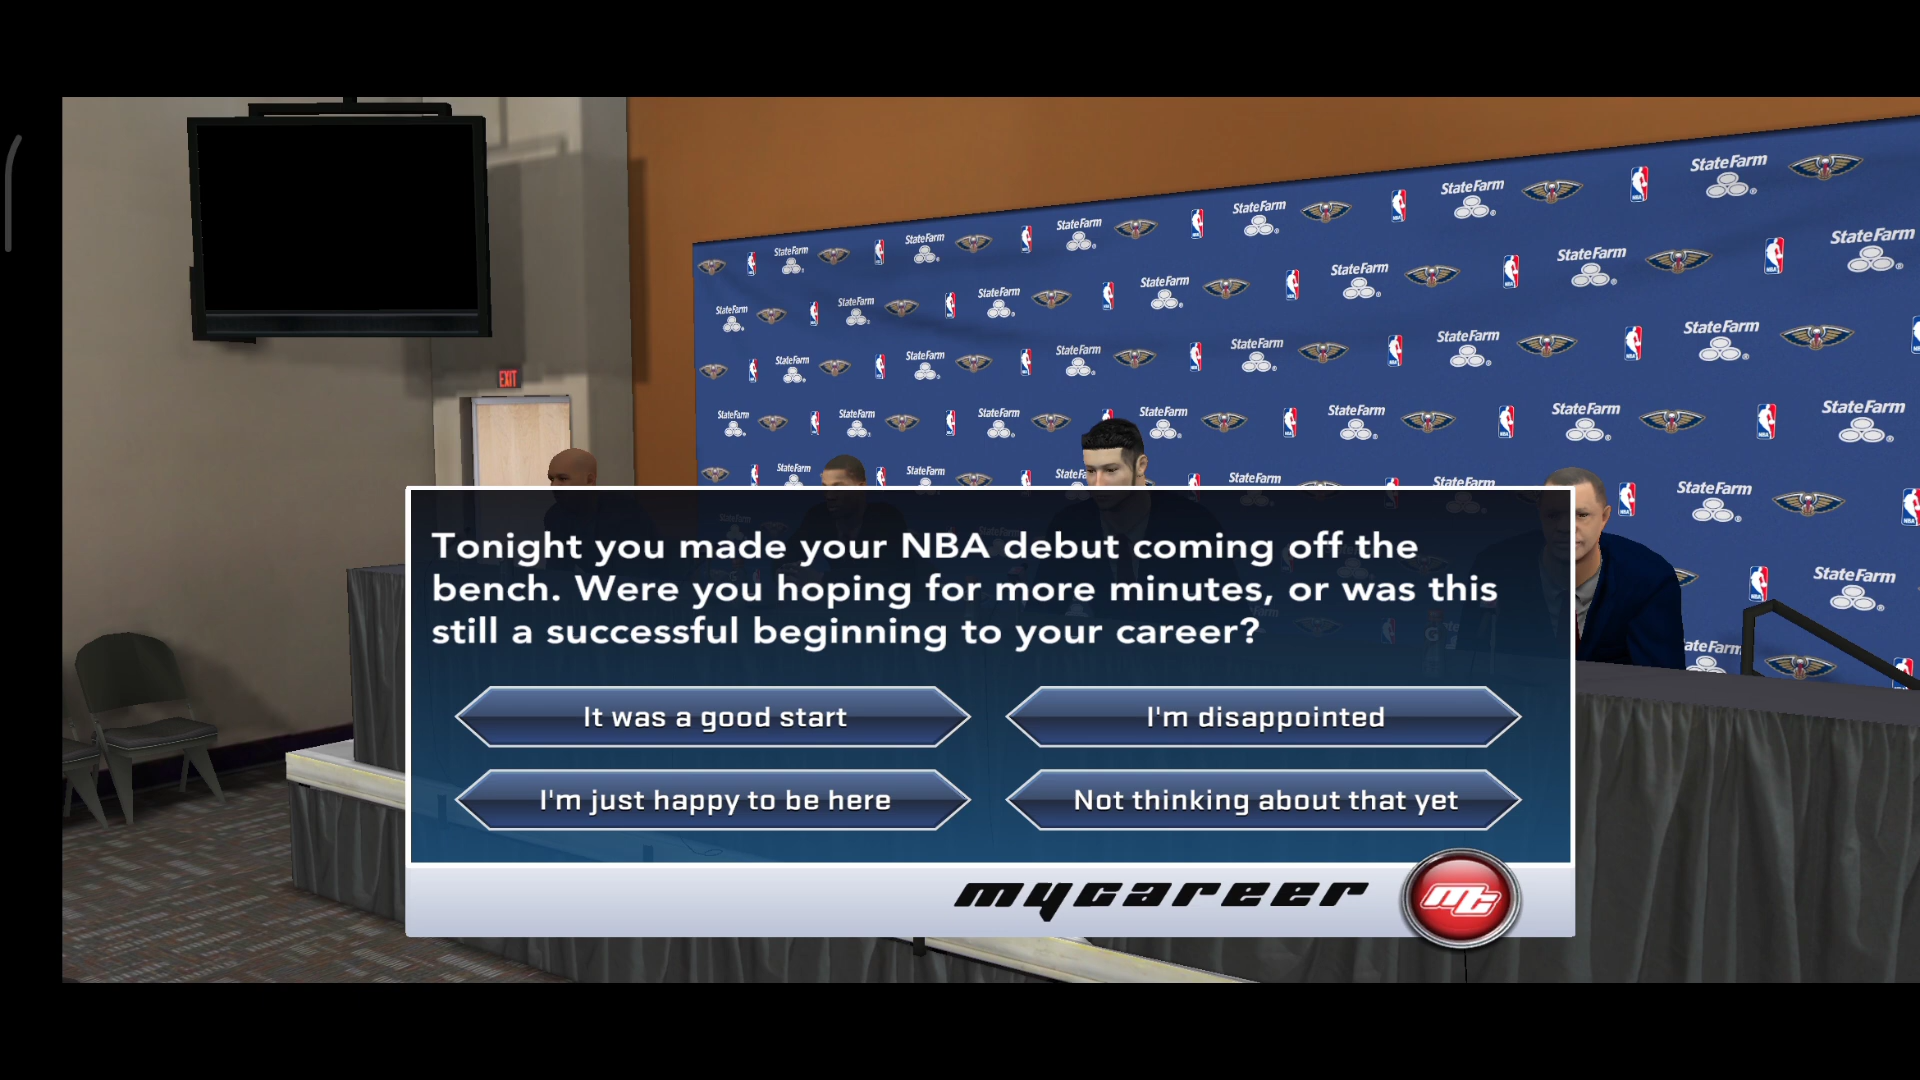 EXIT
StateFarm
NBA
Tonight you made your NBA debut coming off the
bench. Were you hoping for more minutes, or was this
still a successful beginning to your career?
It was a good start
I'm disappointed
I'm just happy to be here
Not thinking about that yet
mycareer
mc